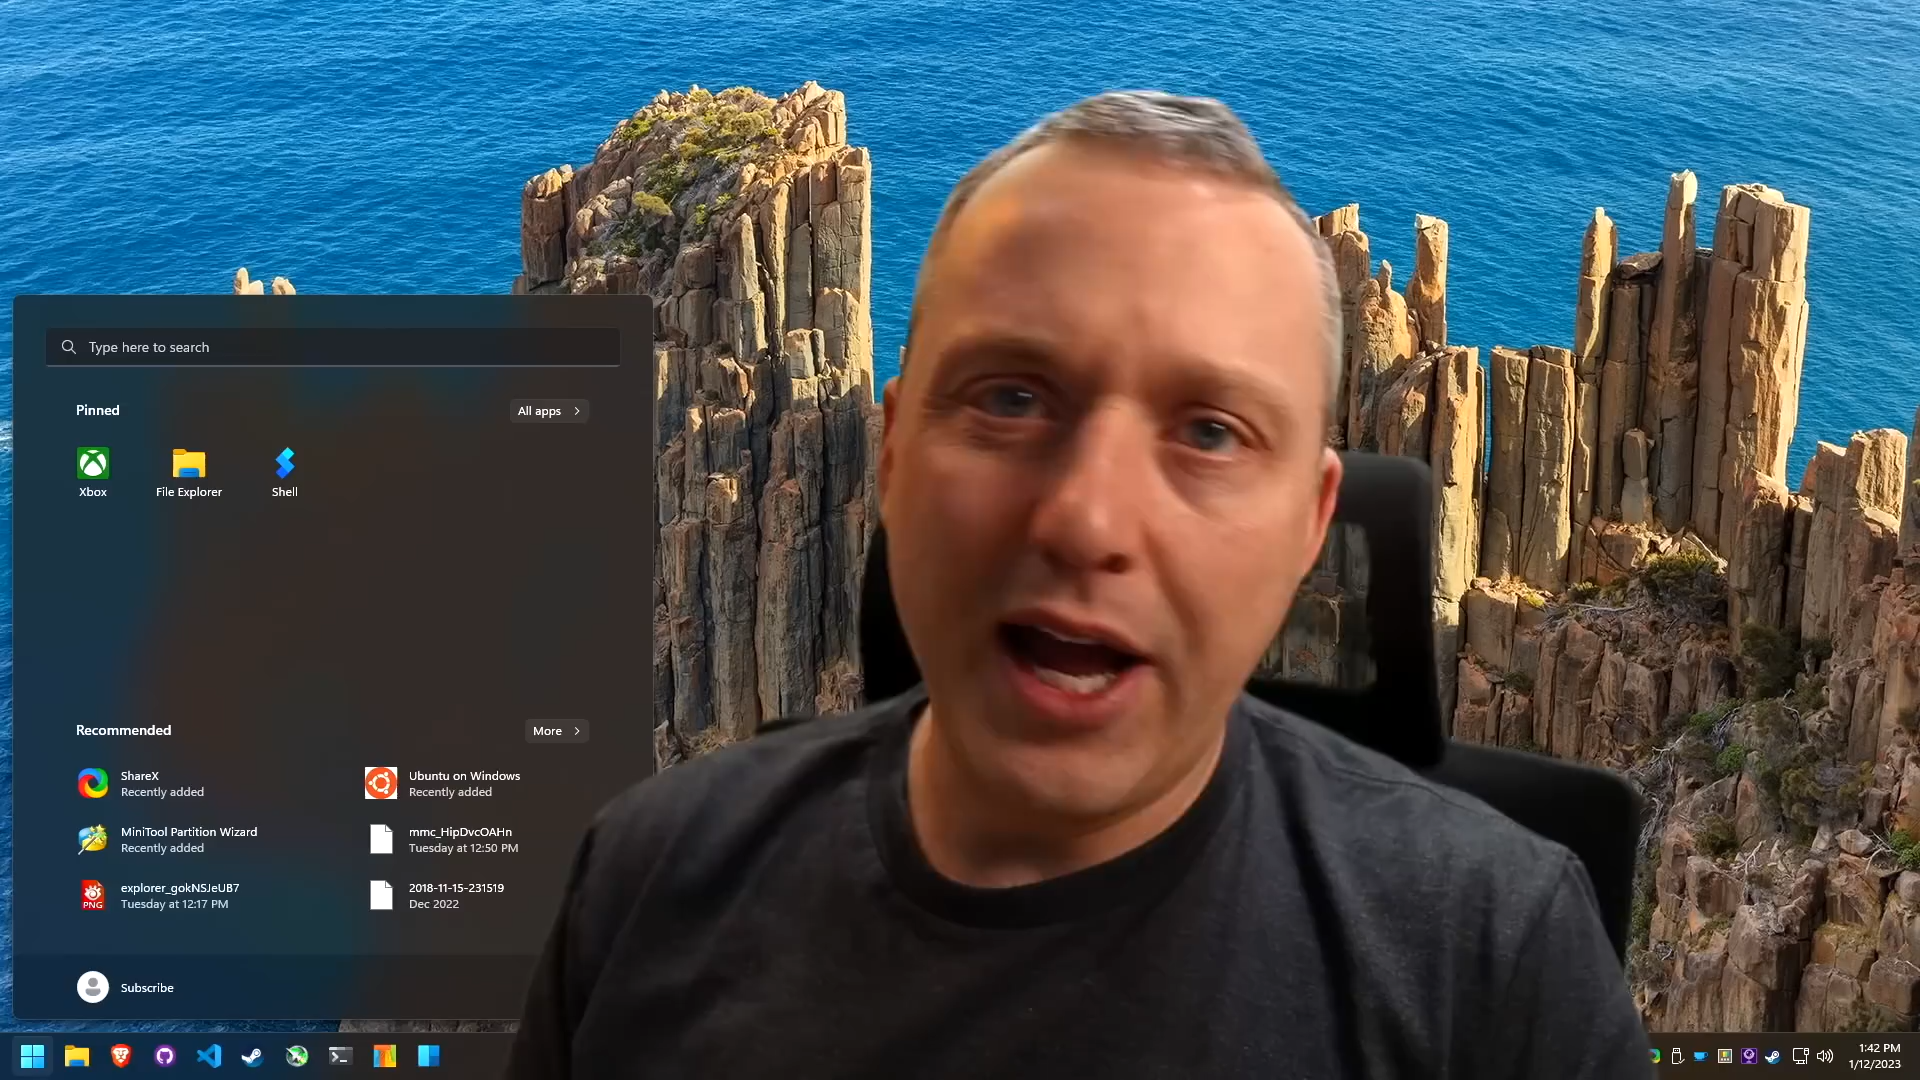 Type here to search
Pinned
All apps
Xbox
File Explorer
Shell
Recommended
More
ShareX
Recently added
Ubuntu on Windows
Recently added
MiniTool Partition Wizard
Recently added
mmc_HipDvcOAHn
Tuesday at 12:50 PM
PNG
explorer_gokNSJeUB7
Tuesday at 12:17 PM
2018-11-15-231519
Dec 2022
Subscribe
1:42 PM
1/12/2023